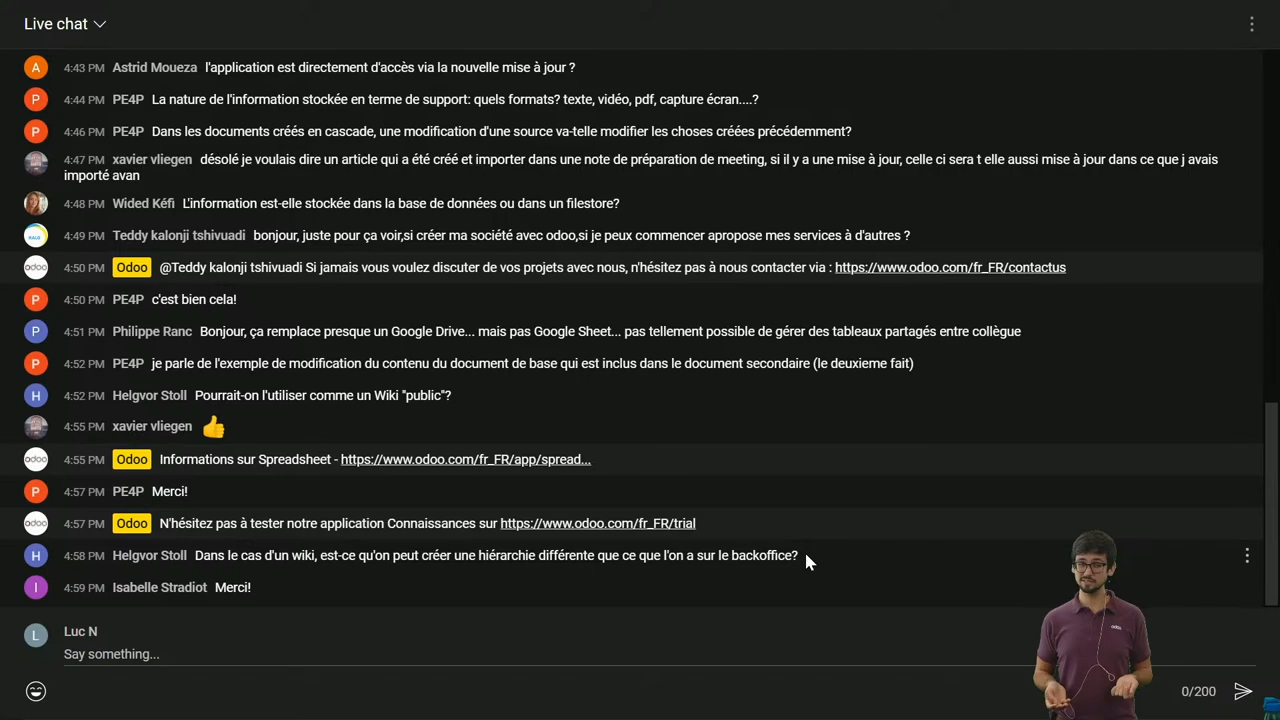 Live chat
A 4:43 PM Astrid Moueza l'application est directement d'accès via la nouvelle mise à jour ?
P 4:44 PM PE4P La nature de l'information stockée en terme de support: quels formats? texte, vidéo, pdf, capture écran....?
P 4:46 PM PE4P Dans les documents créés en cascade, une modification d'une source va-telle modifier les choses créées précédemment?
4:47 PM xavier vliegen désolé je voulais dire un article qui a été créé et importer dans une note de préparation de meeting, si il y a une mise à jour, celle ci sera t elle aussi mise à jour dans ce que j avais
importé avan
4:48 PM Wided Kéfi L'information est-elle stockée dans la base de données ou dans un filestore?
4:49 PM Teddy kalonji tshivuadi bonjour, juste pour ça voir,si créer ma société avec odoo,si je peux commencer apropose mes services à d'autres ?
odoo 4:50 PM Odoo @Teddy kalonji tshivuadi Si jamais vous voulez discuter de vos projets avec nous, n'hésitez pas à nous contacter via : https://www.odoo.com/fr_FR/contactus
P 4:50 PM PE4P c'est bien cela!
P 4:51 PM Philippe Ranc Bonjour, ça remplace presque un Google Drive... mais pas Google Sheet... pas tellement possible de gérer des tableaux partagés entre collègue
P 4:52 PM PE4P je parle de l'exemple de modification du contenu du document de base qui est inclus dans le document secondaire (le deuxieme fait)
H 4:52 PM Helgvor Stoll Pourrait-on l'utiliser comme un Wiki "public"?
4:55 PM xavier vliegen 👍
odoo 4:55 PM Odoo Informations sur Spreadsheet - https://www.odoo.com/fr_FR/app/spread...
P 4:57 PM PE4P Merci!
odoo 4:57 PM Odoo N'hésitez pas à tester notre application Connaissances sur https://www.odoo.com/fr_FR/trial
H 4:58 PM Helgvor Stoll Dans le cas d'un wiki, est-ce qu'on peut créer une hiérarchie différente que ce que l'on a sur le backoffice?
I 4:59 PM Isabelle Stradiot Merci!
L Luc N
Say something...
0/200
odoo